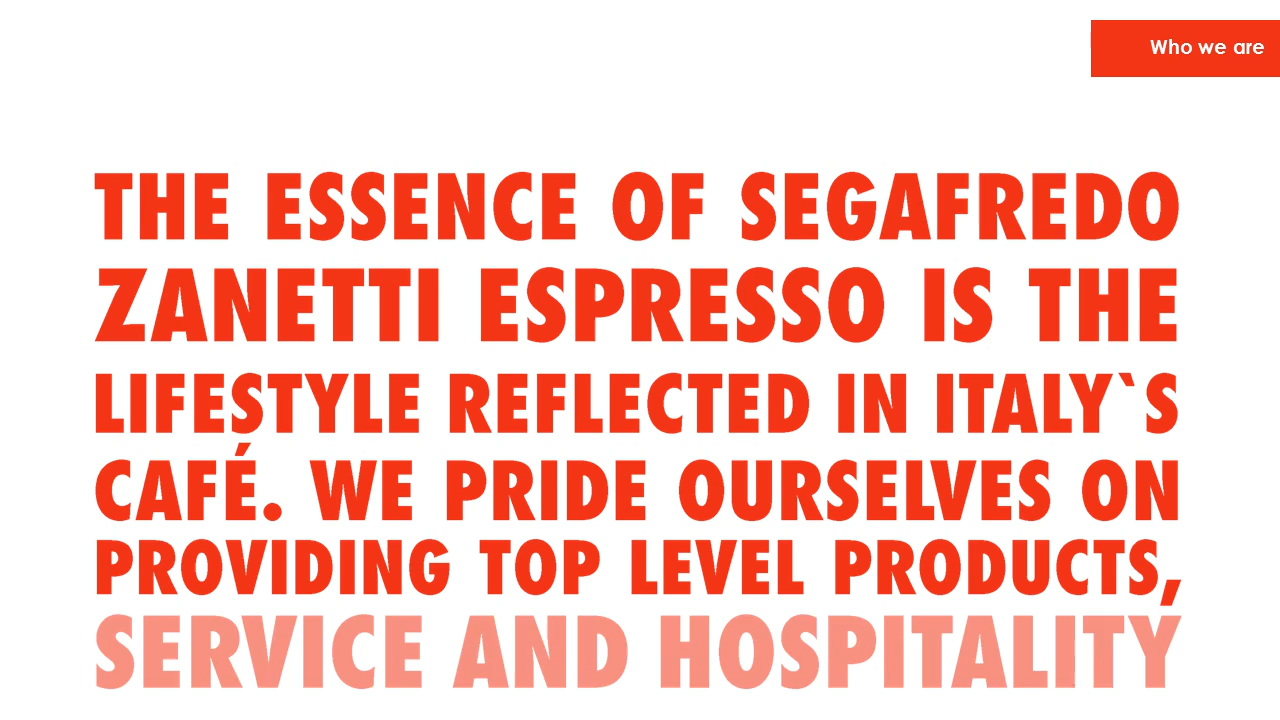 Who we are
THE ESSENCE OF SEGAFREDO
ZANETTI ESPRESSO IS THE
LIFESTYLE REFLECTED IN ITALY`S
CAFÉ. WE PRIDE OURSELVES ON
PROVIDING TOP LEVEL PRODUCTS,
SERVICE AND HOSPITALITY